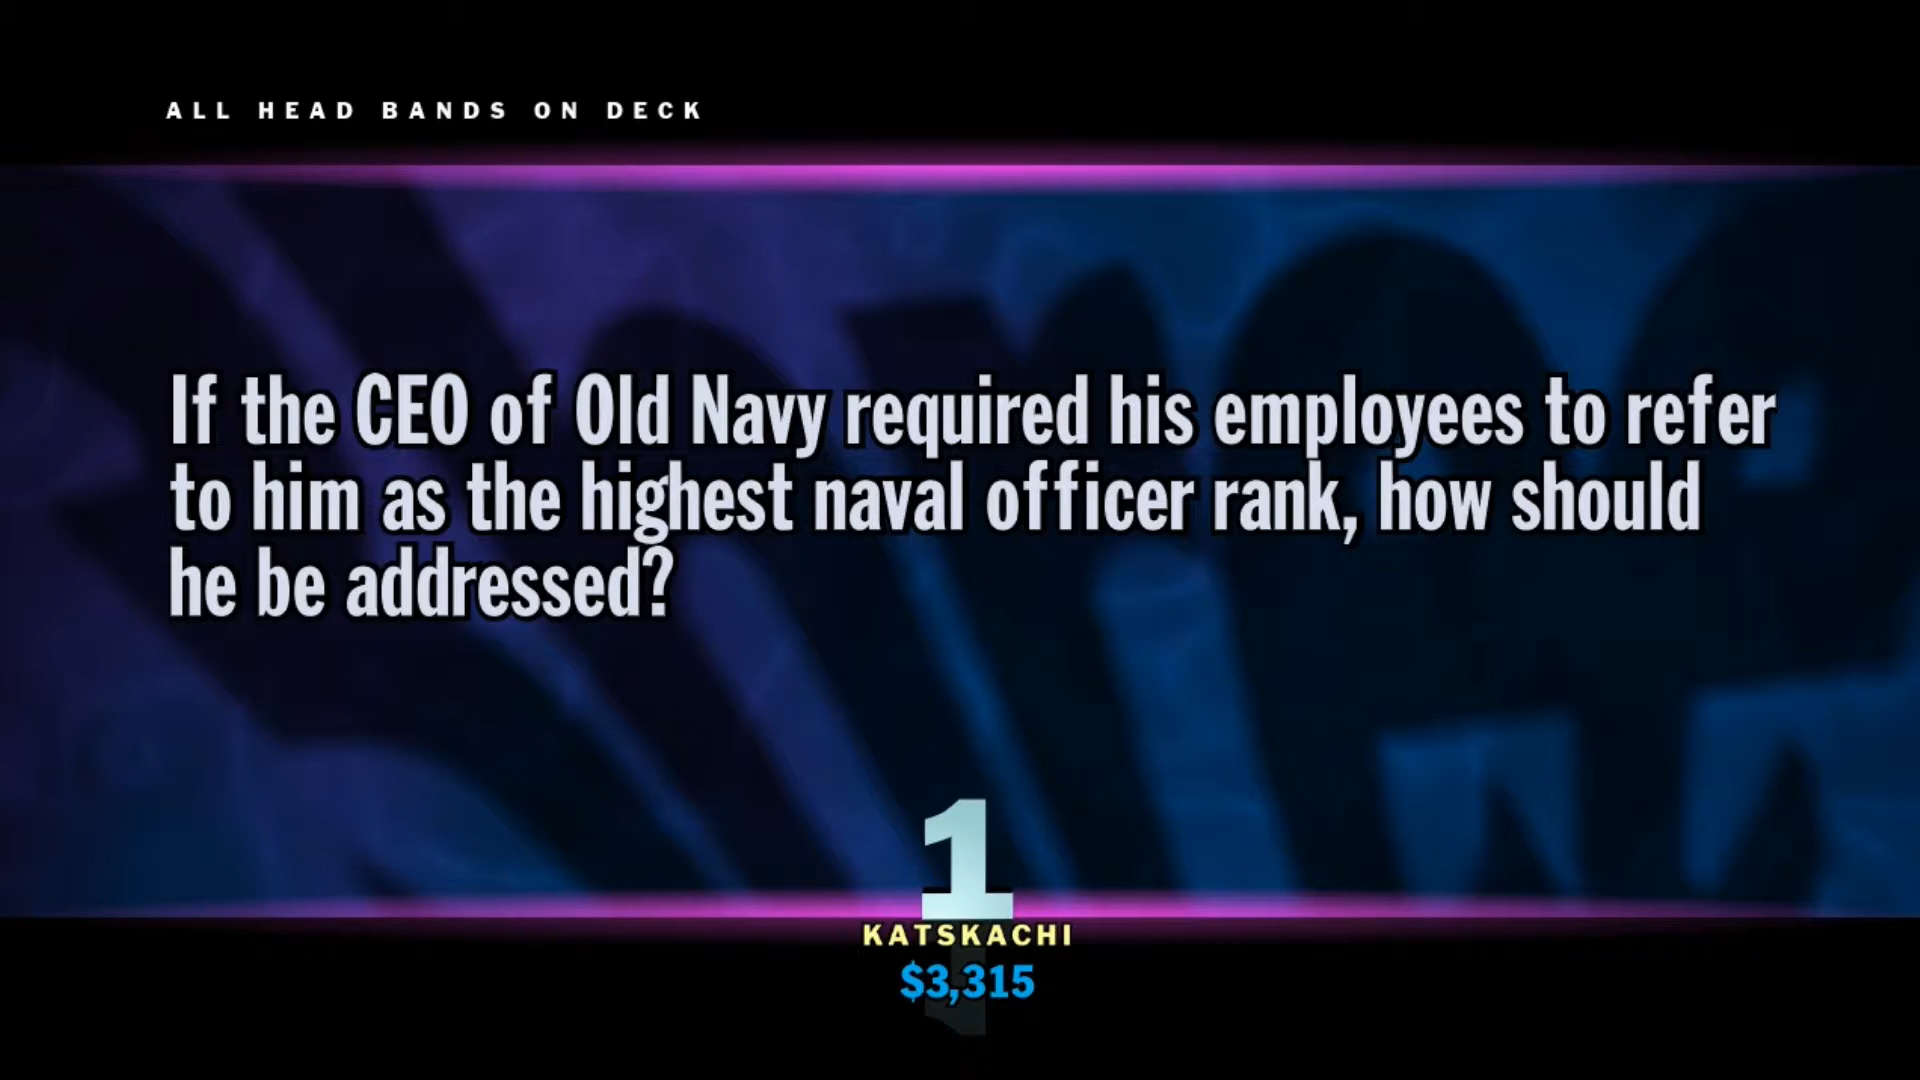 ALL HEAD BANDS ON DECK
If the CEO of Old Navy required his employees to refer
to him as the highest naval officer rank, how should
he be addressed?
1
KATSKACHI
$3,315